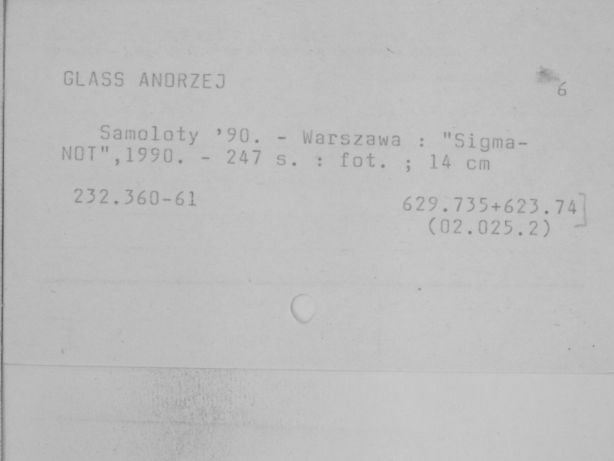 GLASS ANDRZEJ
6
Samoloty '90. - Warszawa : "Sigma-
NOT",1990. - 247 s. : fot. ; 14 cm
232.360-61
629.735+623.74]
(02.025.2)